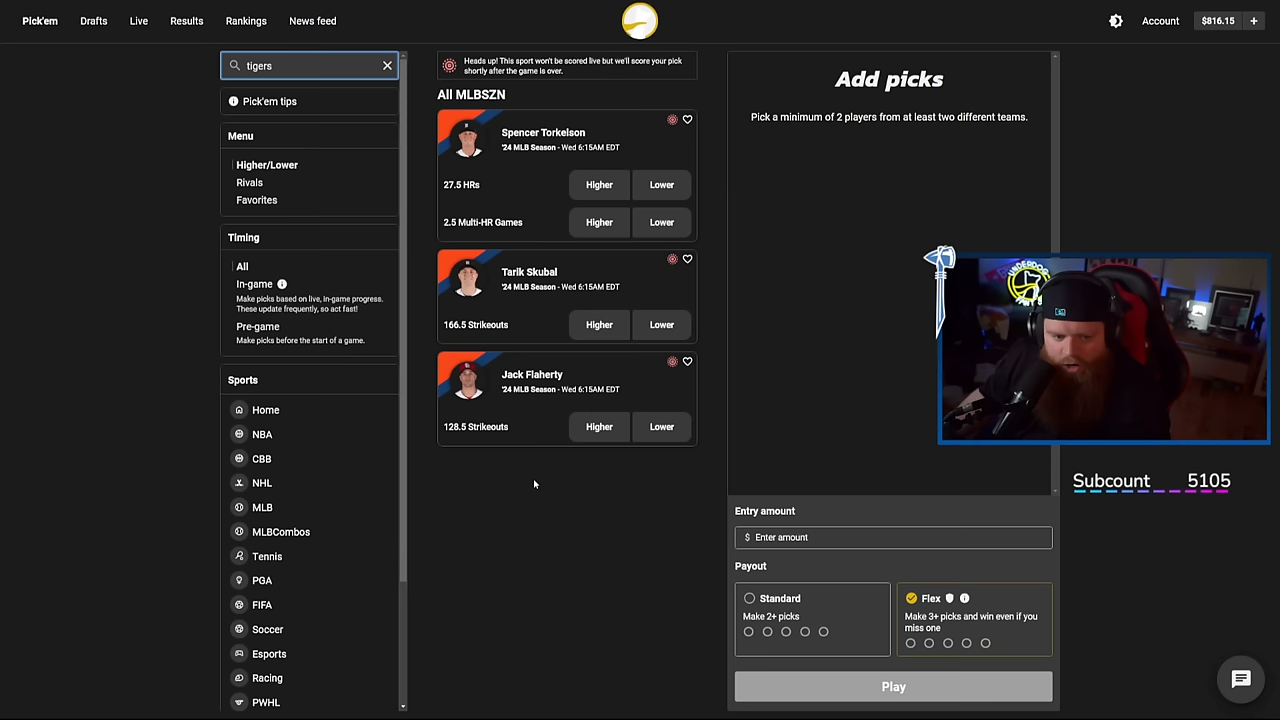 Pick'em Drafts Live Results Rankings News feed Account $816.15 +
tigers
Pick'em tips
Menu
Higher/Lower
Rivals
Favorites
Timing
All
In-game
Make picks based on live, in-game progress.
These update frequently, so act fast!
Pre-game
Make picks before the start of a game.
Sports
Home
NBA
CBB
NHL
MLB
MLBCombos
Tennis
PGA
FIFA
Soccer
Esports
Racing
PWHL
Heads up! This sport won't be scored live but we'll score your pick
shortly after the game is over.
All MLBSZN
Spencer Torkelson
'24 MLB Season - Wed 6:15AM EDT
27.5 HRs Higher Lower
2.5 Multi-HR Games Higher Lower
Tarik Skubal
'24 MLB Season - Wed 6:15AM EDT
166.5 Strikeouts Higher Lower
Jack Flaherty
'24 MLB Season - Wed 6:15AM EDT
128.5 Strikeouts Higher Lower
Add picks
Pick a minimum of 2 players from at least two different teams.
Entry amount
$ Enter amount
Payout
Standard
Make 2+ picks
Flex
Make 3+ picks and win even if you
miss one
Play
UNDERDOG
Subcount 5105